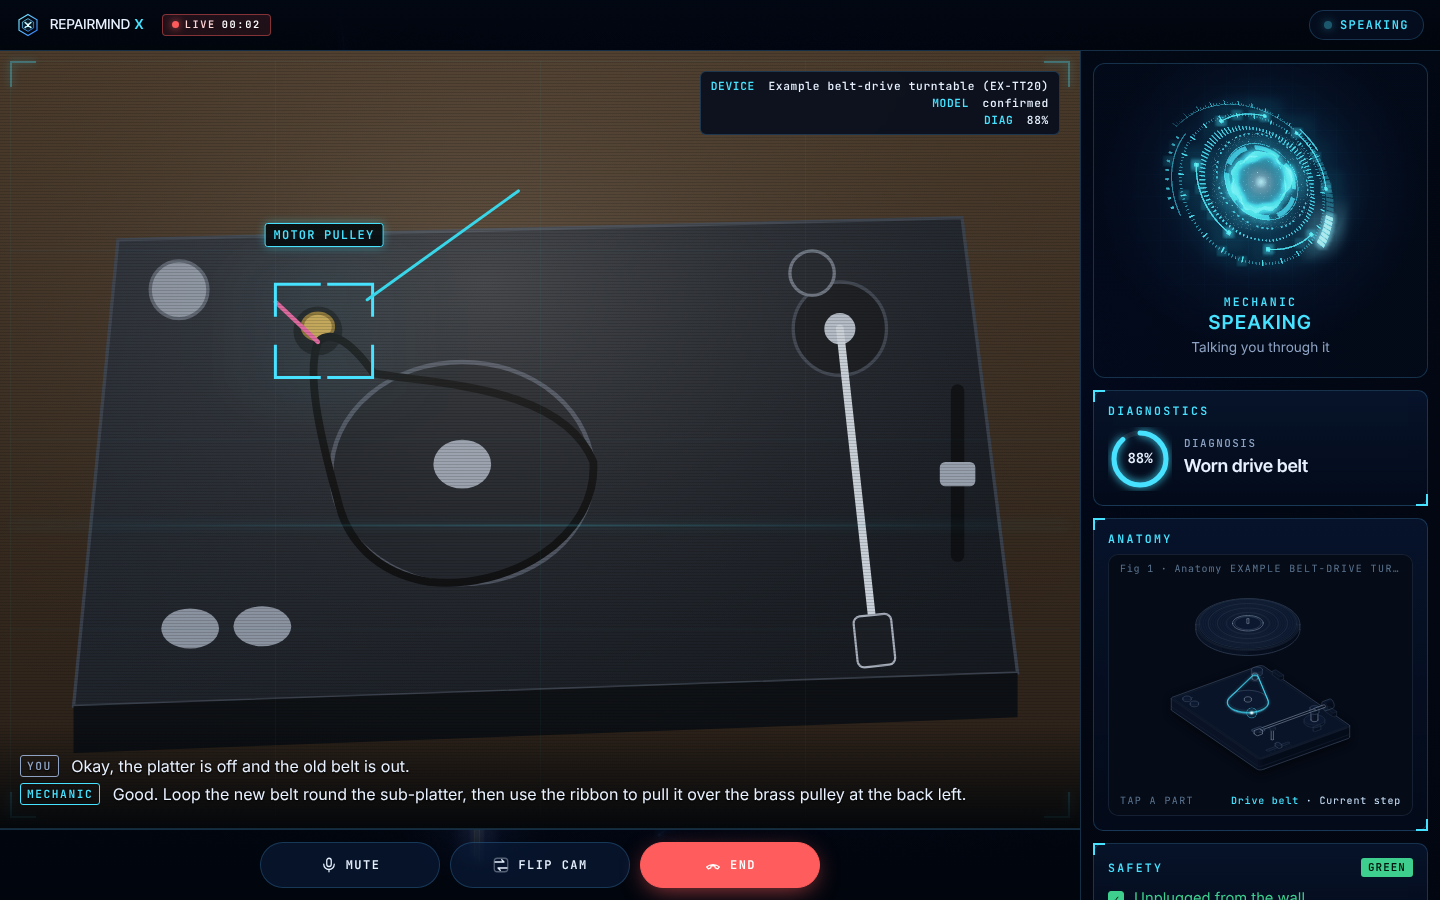 REPAIRMIND X
LIVE 00:02
SPEAKING
DEVICE Example belt-drive turntable (EX-TT20)
MODEL confirmed
DIAG 88%
MOTOR PULLEY
YOU Okay, the platter is off and the old belt is out.
MECHANIC Good. Loop the new belt round the sub-platter, then use the ribbon to pull it over the brass pulley at the back left.
MUTE
FLIP CAM
END
MECHANIC
SPEAKING
Talking you through it
DIAGNOSTICS
88%
DIAGNOSIS
Worn drive belt
ANATOMY
Fig 1 · Anatomy EXAMPLE BELT-DRIVE TUR…
TAP A PART
Drive belt · Current step
SAFETY
GREEN
Unplugged from the wall